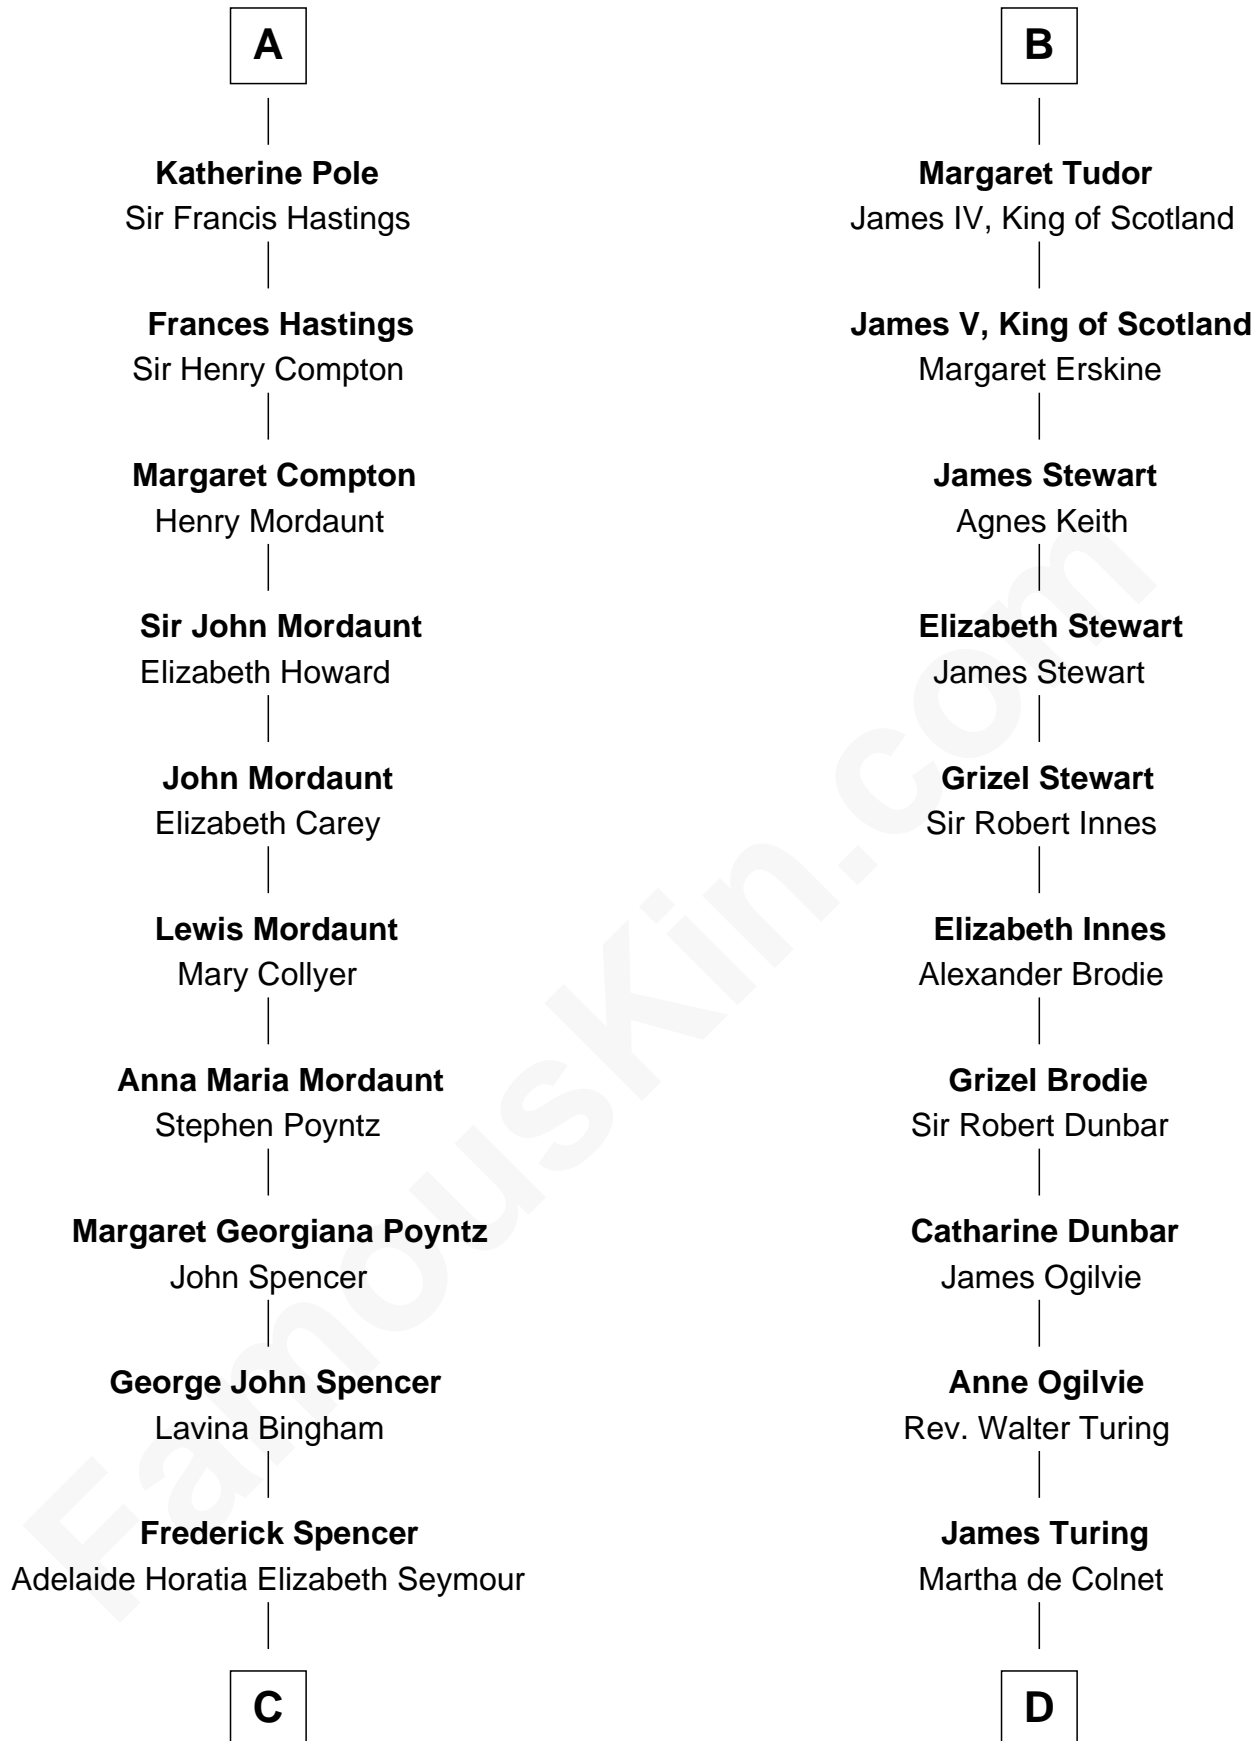 A
Katherine Pole
Sir Francis Hastings
Frances Hastings
Sir Henry Compton
Margaret Compton
Henry Mordaunt
Sir John Mordaunt
Elizabeth Howard
John Mordaunt
Elizabeth Carey
Lewis Mordaunt
Mary Collyer
Anna Maria Mordaunt
Stephen Poyntz
Margaret Georgiana Poyntz
John Spencer
George John Spencer
Lavina Bingham
Frederick Spencer
Adelaide Horatia Elizabeth Seymour
C
B
Margaret Tudor
James IV, King of Scotland
James V, King of Scotland
Margaret Erskine
James Stewart
Agnes Keith
Elizabeth Stewart
James Stewart
Grizel Stewart
Sir Robert Innes
Elizabeth Innes
Alexander Brodie
Grizel Brodie
Sir Robert Dunbar
Catharine Dunbar
James Ogilvie
Anne Ogilvie
Rev. Walter Turing
James Turing
Martha de Colnet
D
FamousKin.com